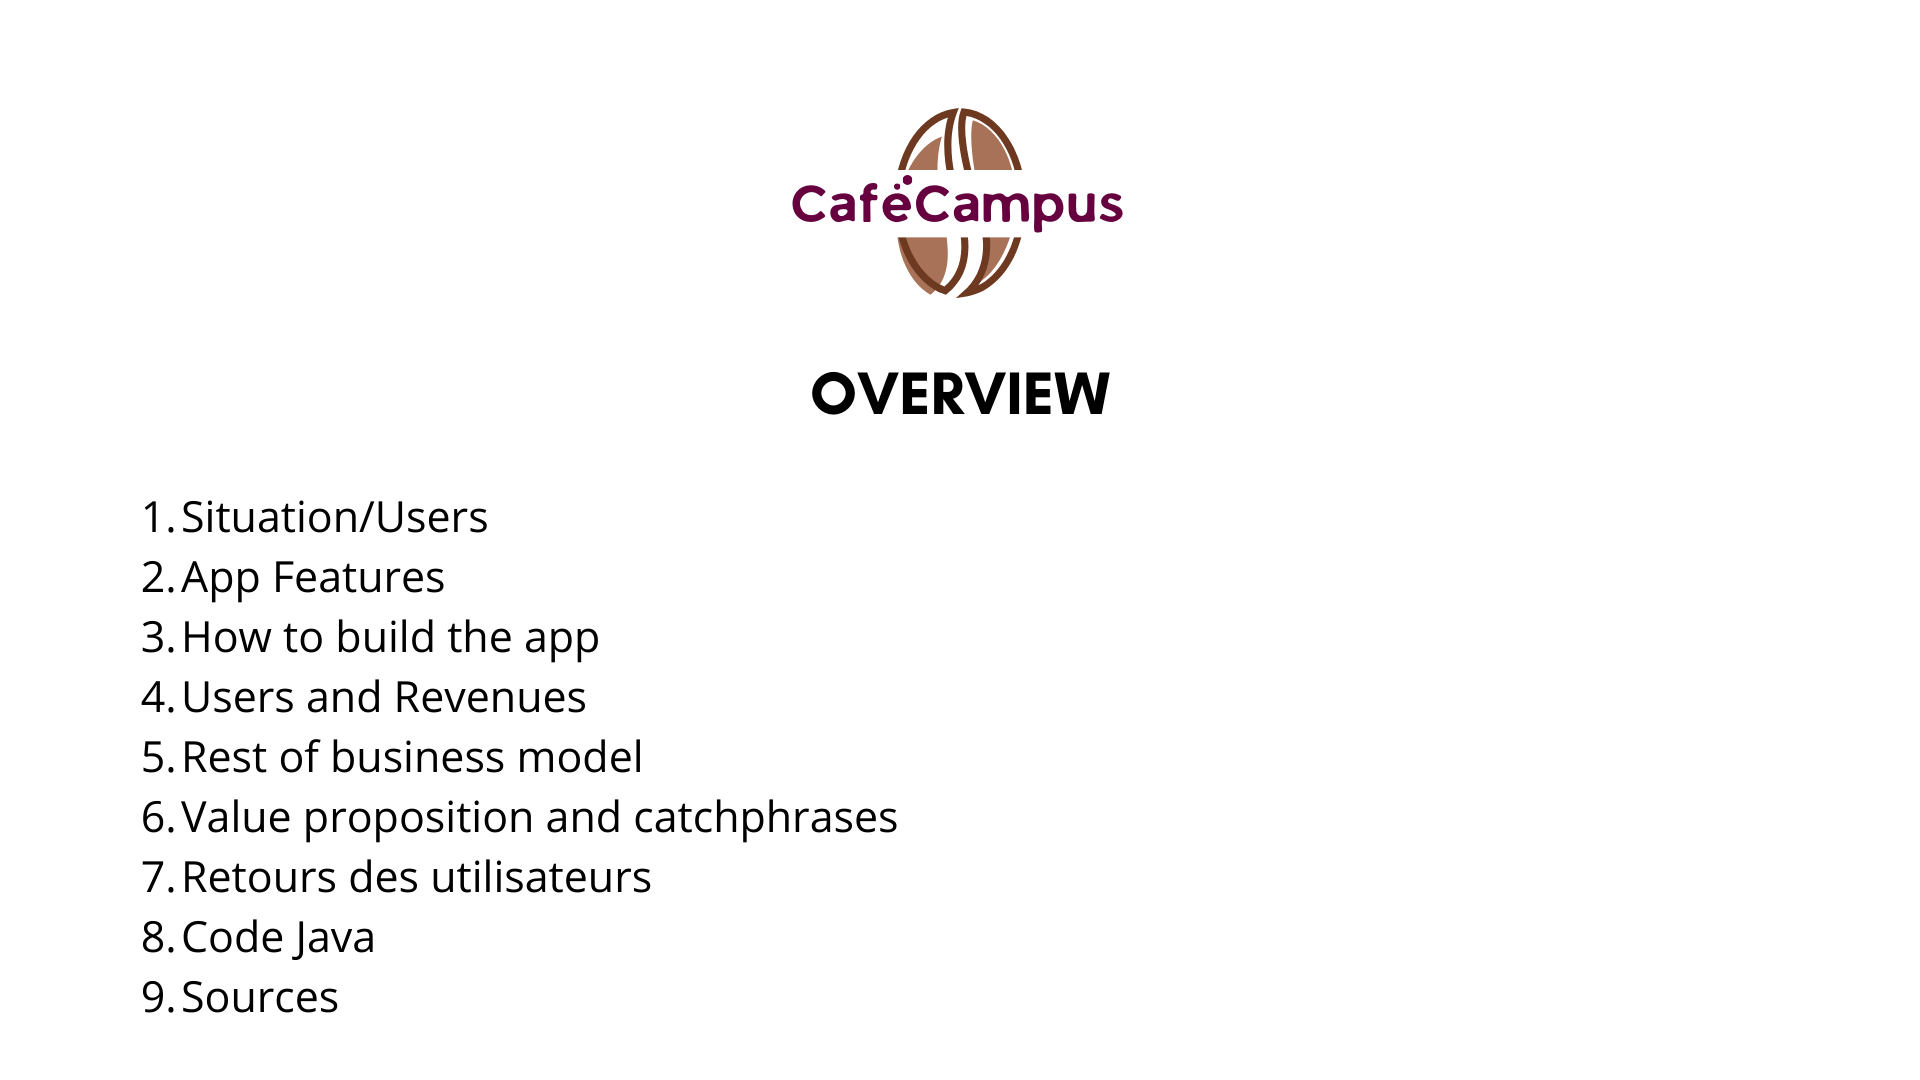 CaféCampus
OVERVIEW
1. Situation/Users
2. App Features
3. How to build the app
4. Users and Revenues
5. Rest of business model
6. Value proposition and catchphrases
7. Retours des utilisateurs
8. Code Java
9. Sources